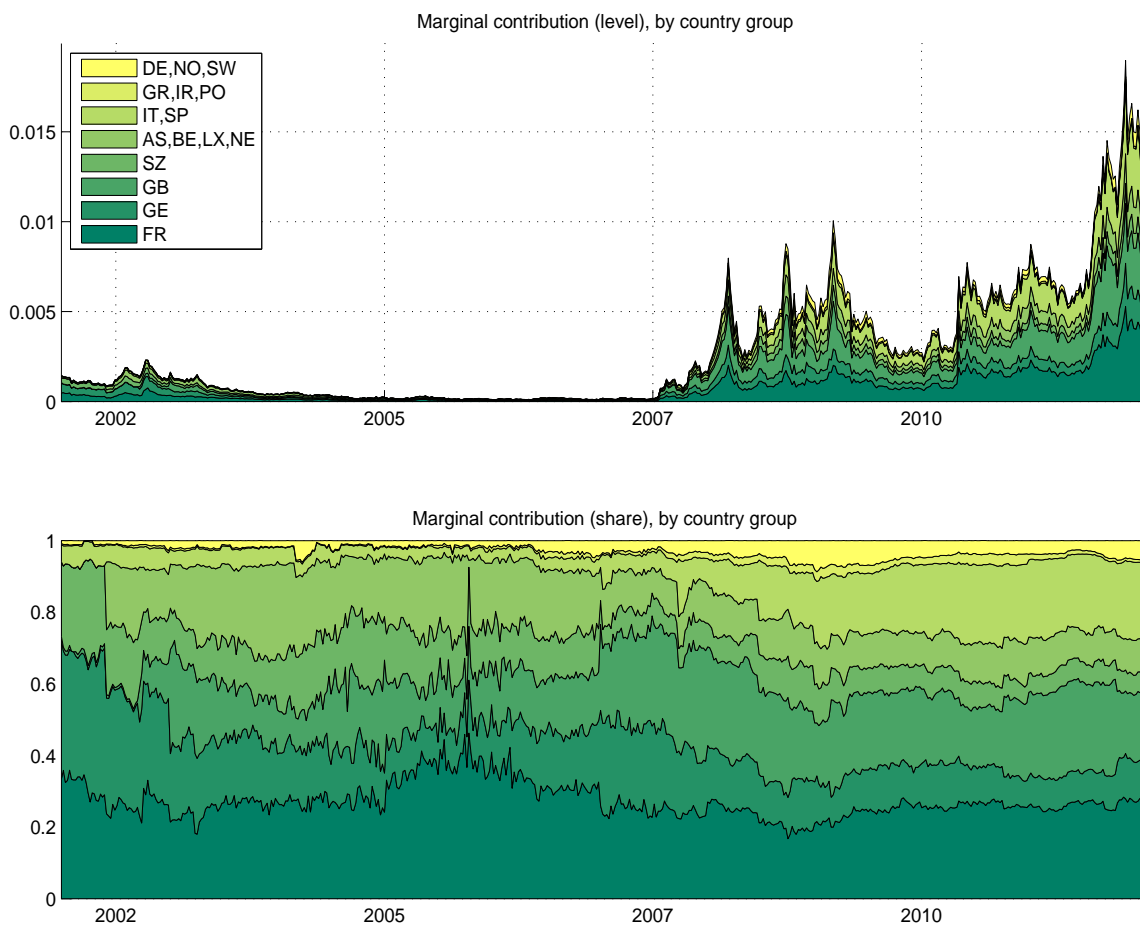 Marginal contribution (level), by country group
DE,NO,SW
GR,IR,PO
IT,SP
AS,BE,LX,NE
SZ
GB
GE
FR
0.015
0.01
0.005
0
2002
2005
2007
2010
Marginal contribution (share), by country group
1
0.8
0.6
0.4
0.2
0
2002
2005
2007
2010